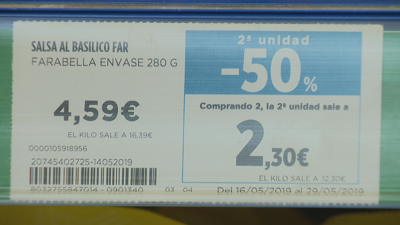 SALSA AL BASILICO FAR
FARABELLA ENVASE 280 G
4,59€
EL KILO SALE A 16,39€
0000105918956
20745402725-14052019
8032755847014 - 0901340 03 04
2ª unidad
-50%
Comprando 2, la 2ª unidad sale a
2,30€
EL KILO SALE A 12,30€
Del 16/05/2019 al 29/05/2019